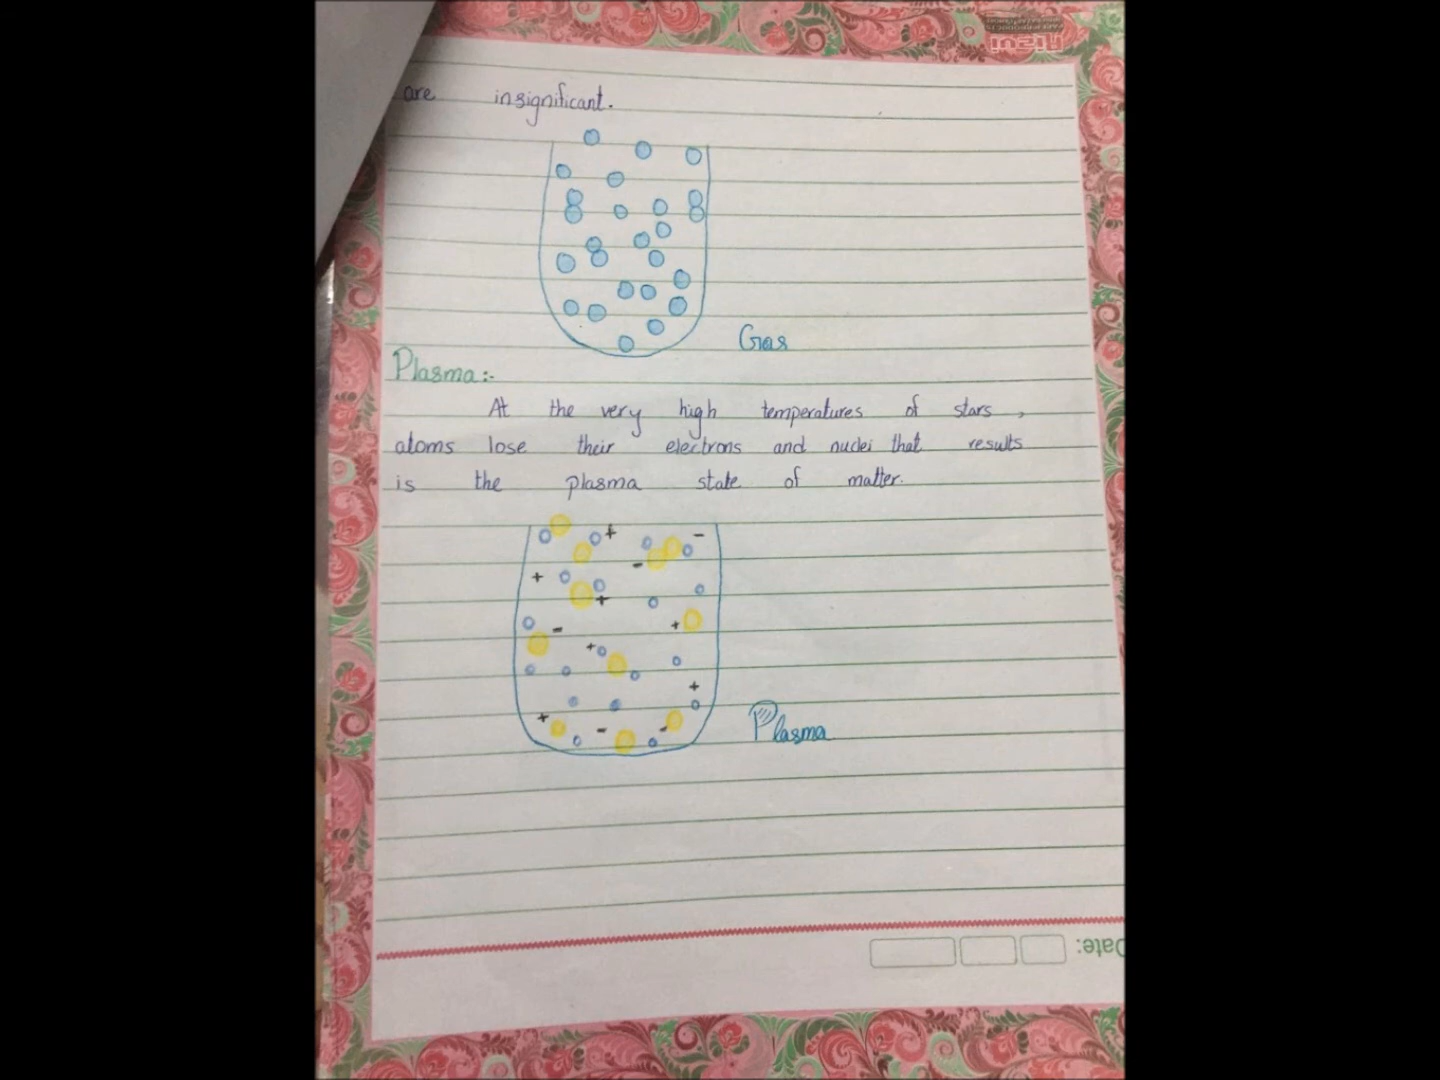 are insignificant.
Gas
Plasma:-
At the very high temperatures of stars,
atoms lose their electrons and nuclei that results
is the plasma state of matter.
+ -
-
+
+
- +
+
+
+ - -
Plasma
Date: